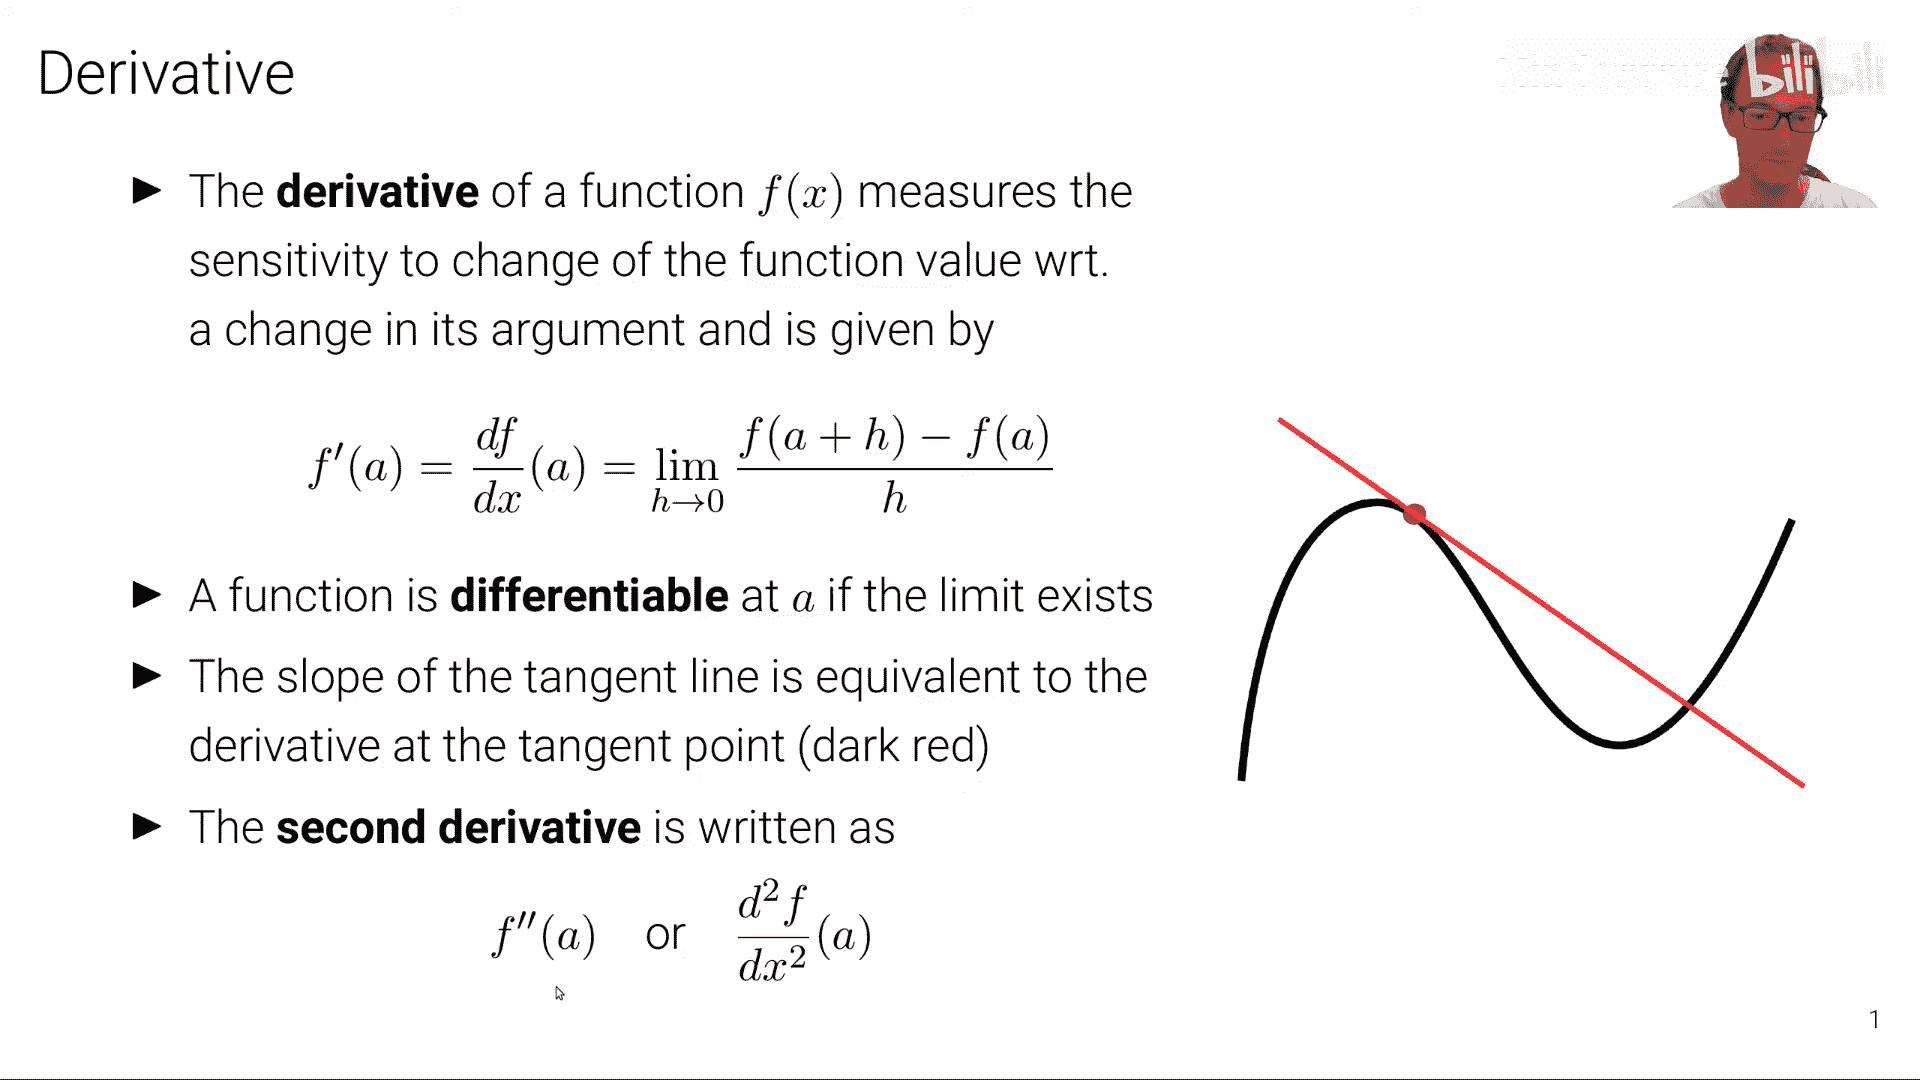 Derivative
bili
► The derivative of a function f(x) measures the
sensitivity to change of the function value wrt.
a change in its argument and is given by
f′(a) = df/dx (a) = lim h→0 f(a + h) − f(a) / h
► A function is differentiable at a if the limit exists
► The slope of the tangent line is equivalent to the
derivative at the tangent point (dark red)
► The second derivative is written as
f′′(a) or d²f/dx² (a)
1